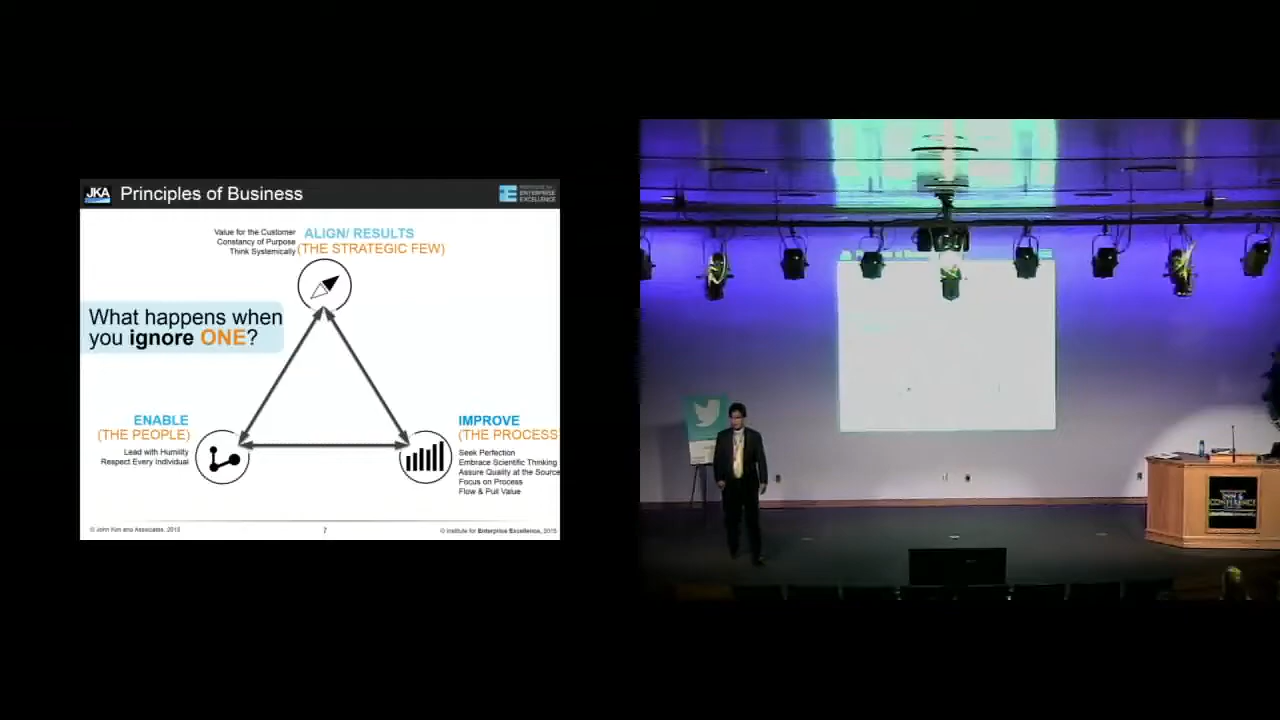 JKA
Principles of Business
ENTERPRISE
EXCELLENCE
Value for the Customer
Constancy of Purpose
Think Systemically
ALIGN/ RESULTS
(THE STRATEGIC FEW)
What happens when
you ignore ONE?
ENABLE
(THE PEOPLE)
Lead with Humility
Respect Every Individual
IMPROVE
(THE PROCESS
Seek Perfection
Embrace Scientific Thinking
Assure Quality at the Source
Focus on Process
Flow & Pull Value
© John Kim and Associates, 2015
7
© Institute for Enterprise Excellence, 2015
INN &
CONFERENCE